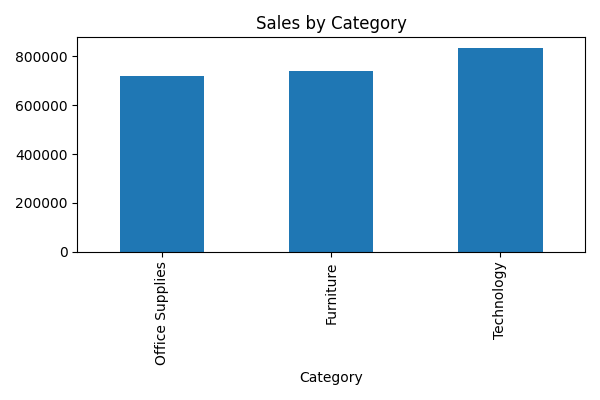 Sales by Category
800000
600000
400000
200000
0
Office Supplies
Furniture
Technology
Category